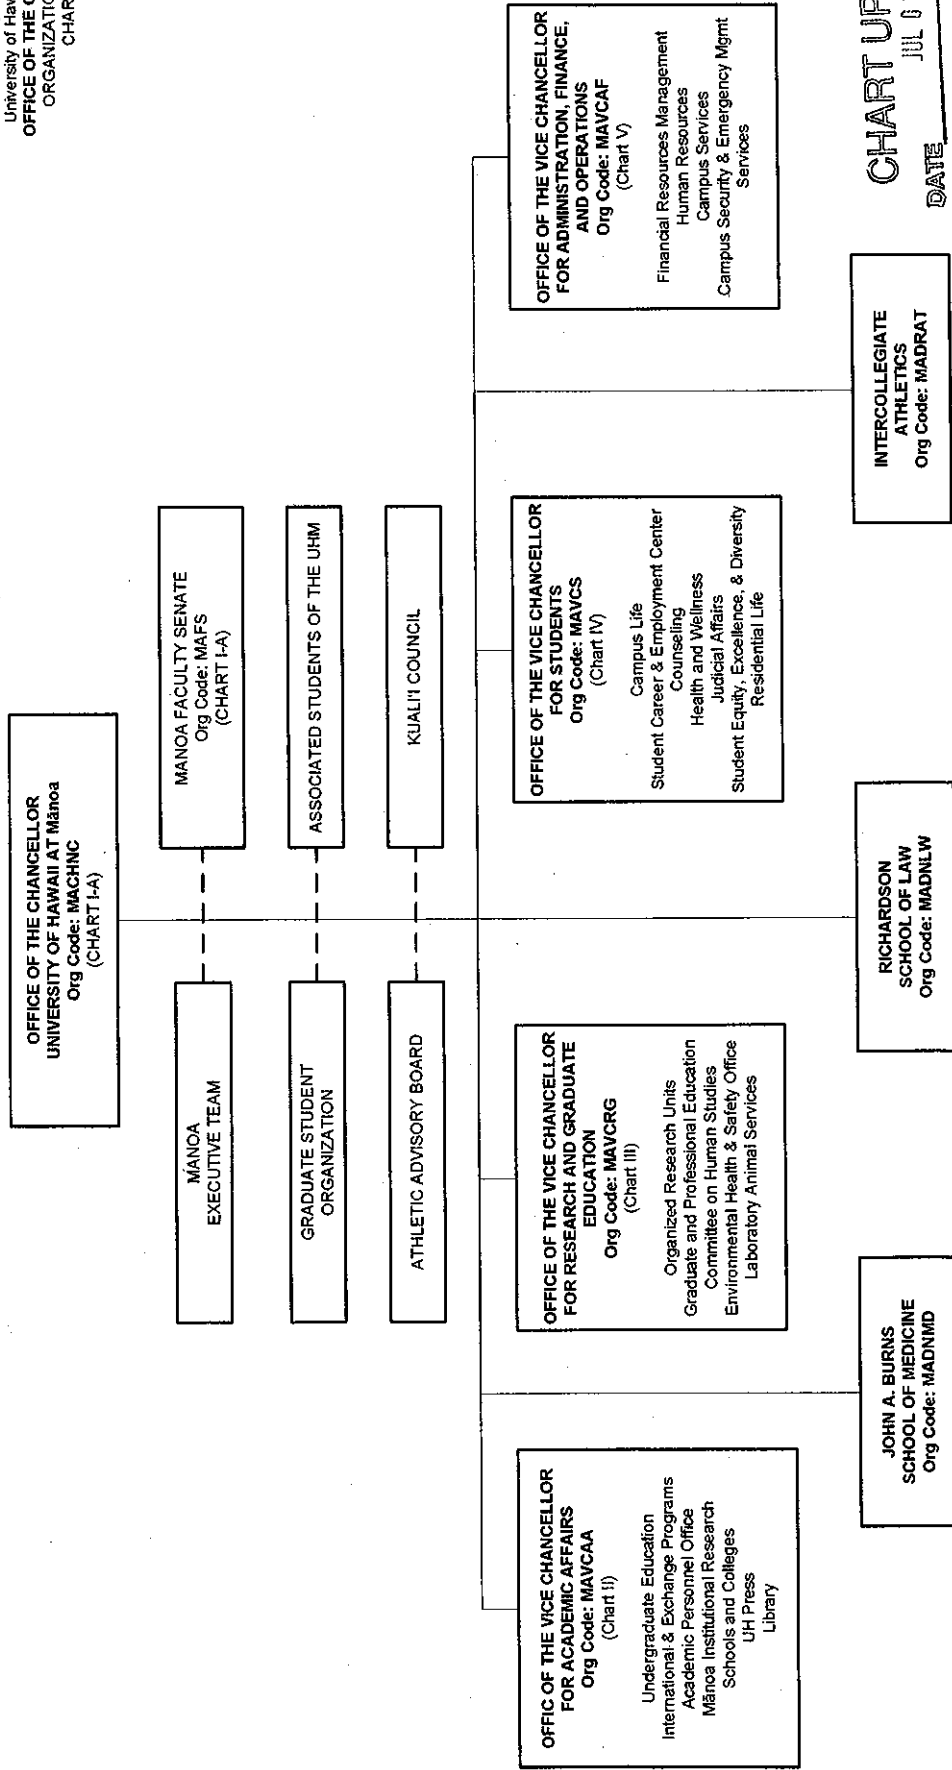 University of Haw
OFFICE OF THE C
ORGANIZATIO
CHAR
OFFICE OF THE CHANCELLOR
UNIVERSITY OF HAWAII AT Mānoa
Org Code: MACHNC
(CHART I-A)
MĀNOA
EXECUTIVE TEAM
MĀNOA FACULTY SENATE
Org Code: MAFS
(CHART I-A)
GRADUATE STUDENT
ORGANIZATION
ASSOCIATED STUDENTS OF THE UHM
ATHLETIC ADVISORY BOARD
KUALI'I COUNCIL
OFFIC OF THE VICE CHANCELLOR
FOR ACADEMIC AFFAIRS
Org Code: MAVCAA
(Chart II)
Undergraduate Education
International & Exchange Programs
Academic Personnel Office
Mānoa Institutional Research
Schools and Colleges
UH Press
Library
OFFICE OF THE VICE CHANCELLOR
FOR RESEARCH AND GRADUATE
EDUCATION
Org Code: MAVCRG
(Chart III)
Organized Research Units
Graduate and Professional Education
Committee on Human Studies
Environmental Health & Safety Office
Laboratory Animal Services
OFFICE OF THE VICE CHANCELLOR
FOR STUDENTS
Org Code: MAVCS
(Chart IV)
Campus Life
Student Career & Employment Center
Counseling
Health and Wellness
Judicial Affairs
Student Equity, Excellence, & Diversity
Residential Life
OFFICE OF THE VICE CHANCELLOR
FOR ADMINISTRATION, FINANCE,
AND OPERATIONS
Org Code: MAVCAF
(Chart V)
Financial Resources Management
Human Resources
Campus Services
Campus Security & Emergency Mgmt
Services
JOHN A. BURNS
SCHOOL OF MEDICINE
Org Code: MADNMD
RICHARDSON
SCHOOL OF LAW
Org Code: MADNLW
INTERCOLLEGIATE
ATHLETICS
Org Code: MADRAT
CHART UP
DATE JUL